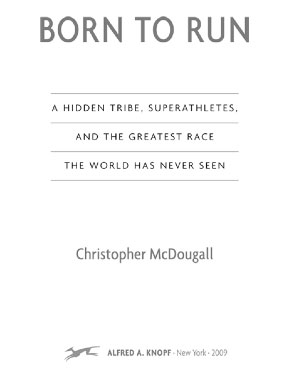 BORN TO RUN
A HIDDEN TRIBE, SUPERATHLETES,
AND THE GREATEST RACE
THE WORLD HAS NEVER SEEN
Christopher McDougall
ALFRED A. KNOPF · New York · 2009